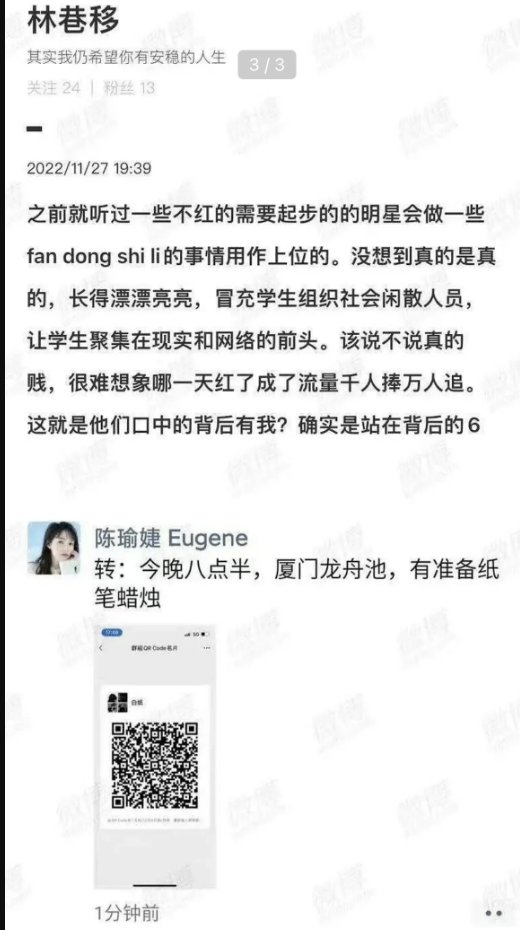 林巷移
其实我仍希望你有安稳的人生
3 / 3
关注 24 | 粉丝 13
2022/11/27 19:39
之前就听过一些不红的需要起步的的明星会做一些
fan dong shi li的事情用作上位的。没想到真的是真
的，长得漂漂亮亮，冒充学生组织社会闲散人员，
让学生聚集在现实和网络的前头。该说不说真的
贱，很难想象哪一天红了成了流量千人捧万人追。
这就是他们口中的背后有我？确实是站在背后的6
陈瑜婕 Eugene
转：今晚八点半，厦门龙舟池，有准备纸
笔蜡烛
群组QR Code名片
白纸
1分钟前
微博